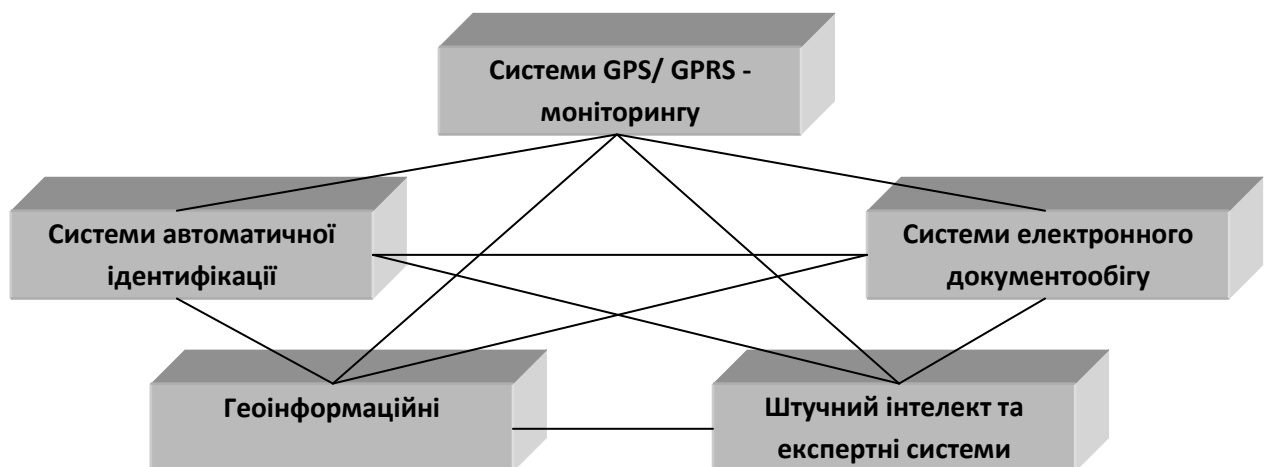 Системи GPS/ GPRS -
моніторингу
Системи автоматичної
ідентифікації
Системи електронного
документообігу
Геоінформаційні
Штучний інтелект та
експертні системи